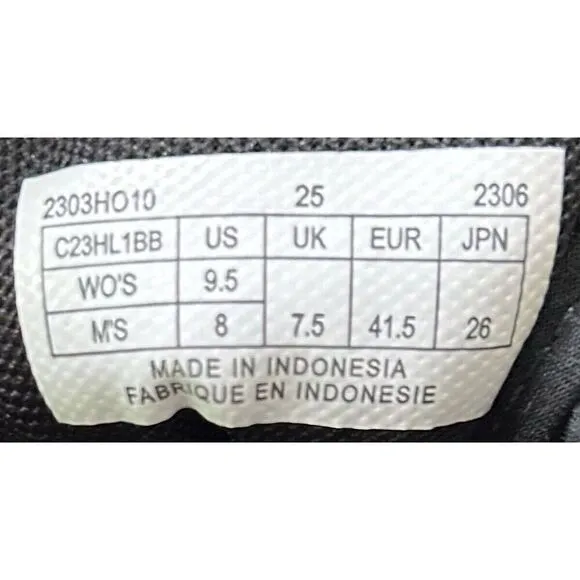 2303HO10 25 2306
C23HL1BB US UK EUR JPN
WO'S 9.5
M'S 8 7.5 41.5 26
MADE IN INDONESIA
FABRIQUE EN INDONESIE